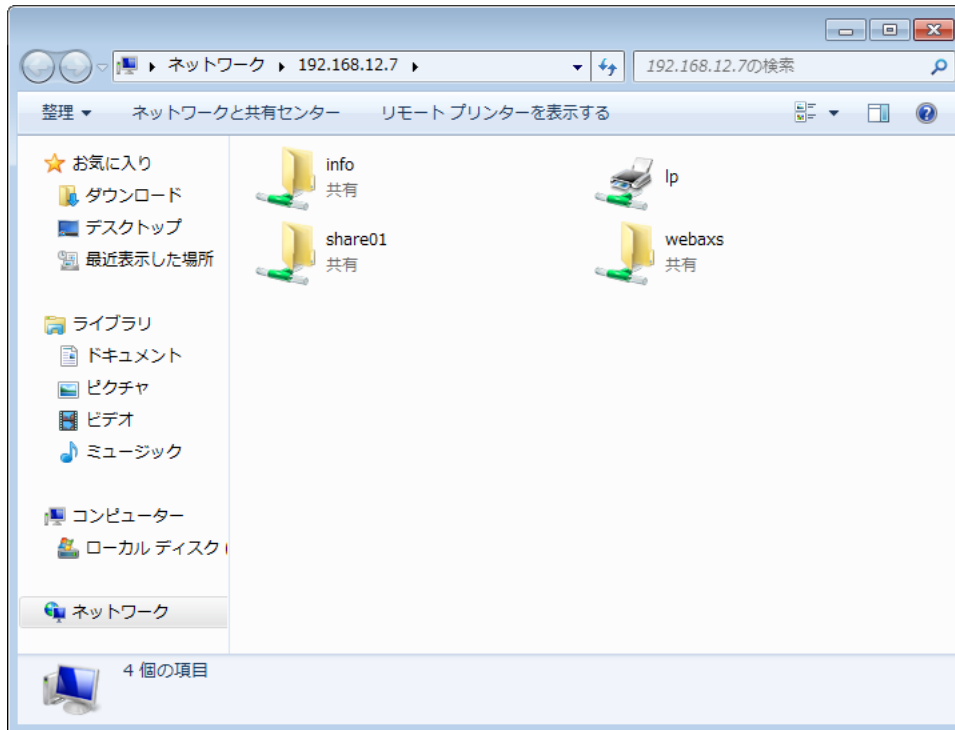 ネットワーク 192.168.12.7
192.168.12.7の検索
整理 ネットワークと共有センター リモート プリンターを表示する
お気に入り
ダウンロード
デスクトップ
最近表示した場所
ライブラリ
ドキュメント
ピクチャ
ビデオ
ミュージック
コンピューター
ローカル ディスク (
ネットワーク
info
共有
lp
share01
共有
webaxs
共有
4 個の項目